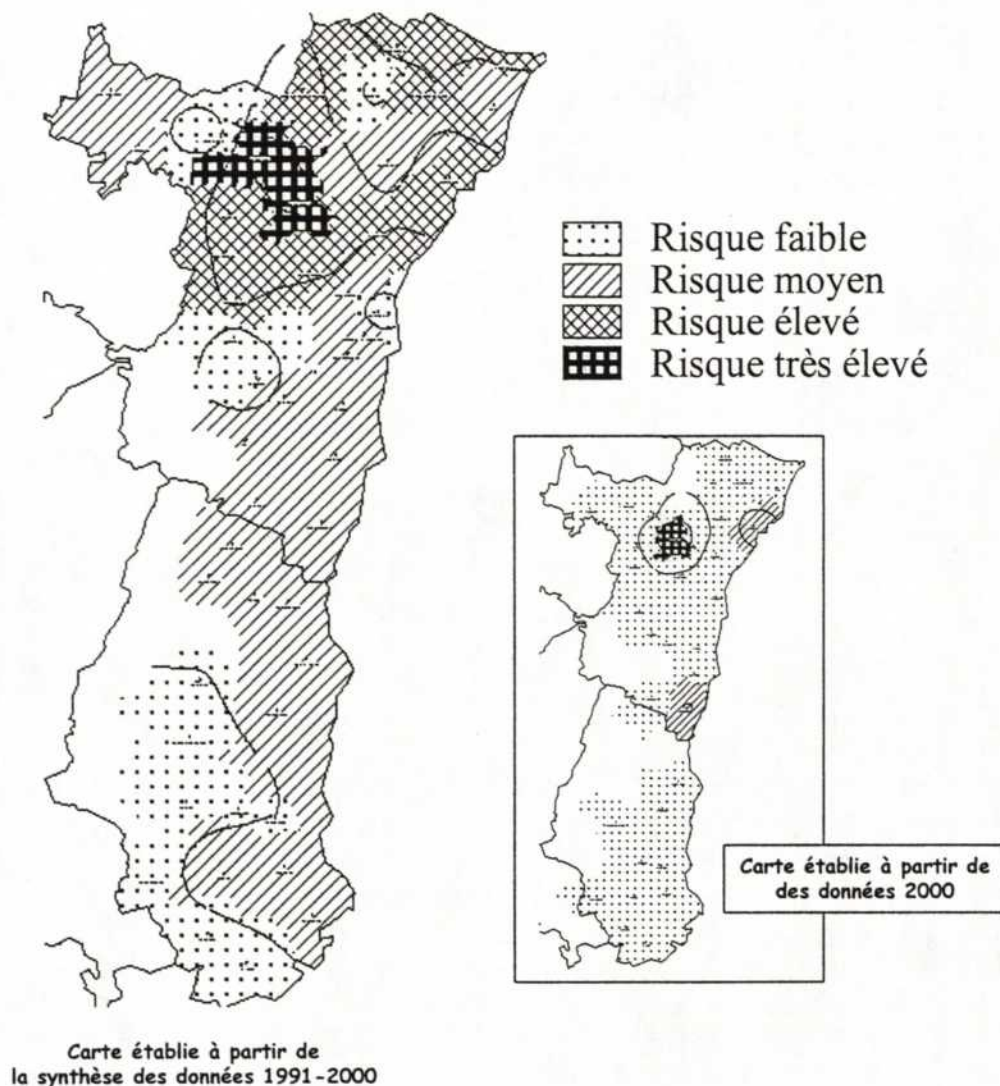 Risque faible
Risque moyen
Risque élevé
Risque très élevé
Carte établie à partir de
des données 2000
Carte établie à partir de
la synthèse des données 1991-2000